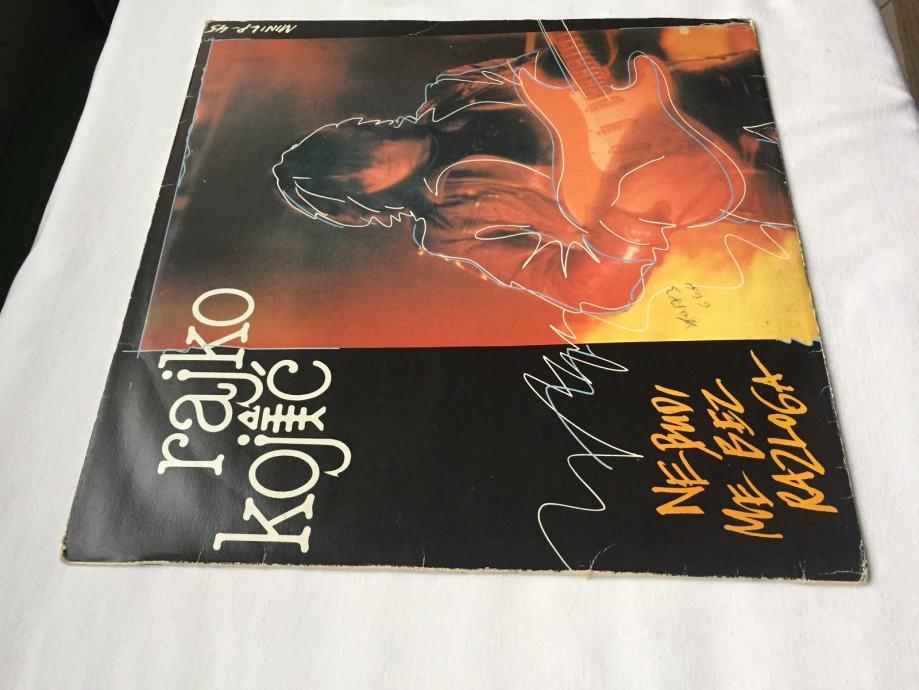 MINI LP-45
rajko
kojić
NE BUDI
ME BEZ
RAZLOGA